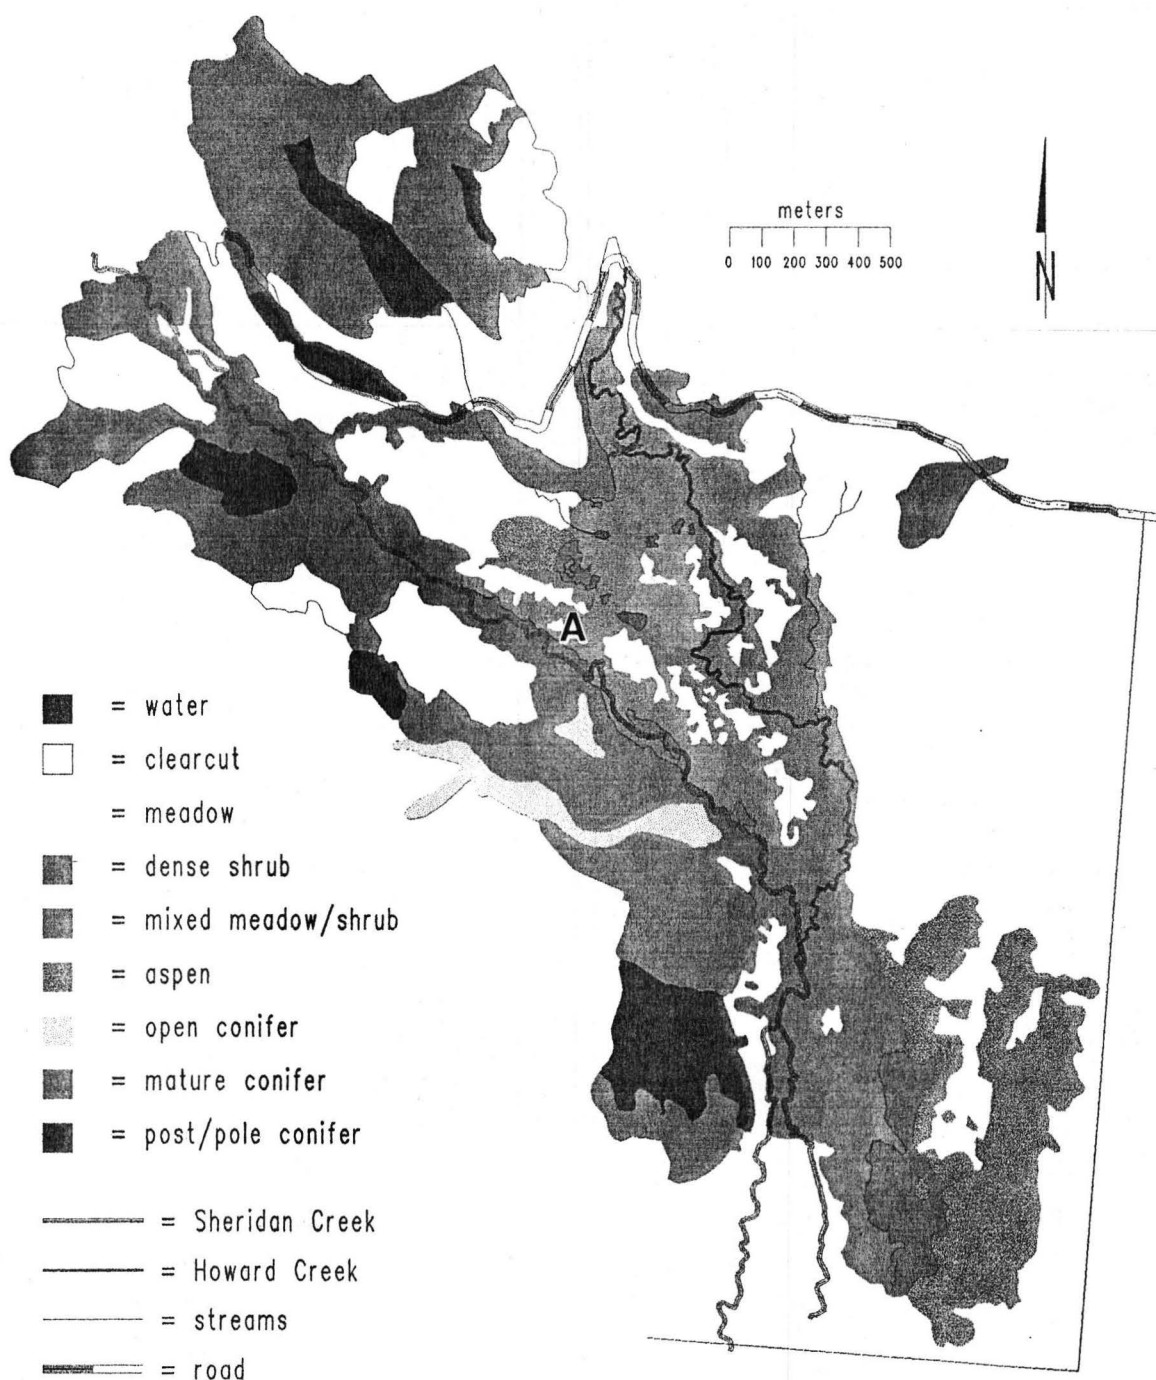 meters
0 100 200 300 400 500
N
A
= water
= clearcut
= meadow
= dense shrub
= mixed meadow/shrub
= aspen
= open conifer
= mature conifer
= post/pole conifer
= Sheridan Creek
= Howard Creek
= streams
= road